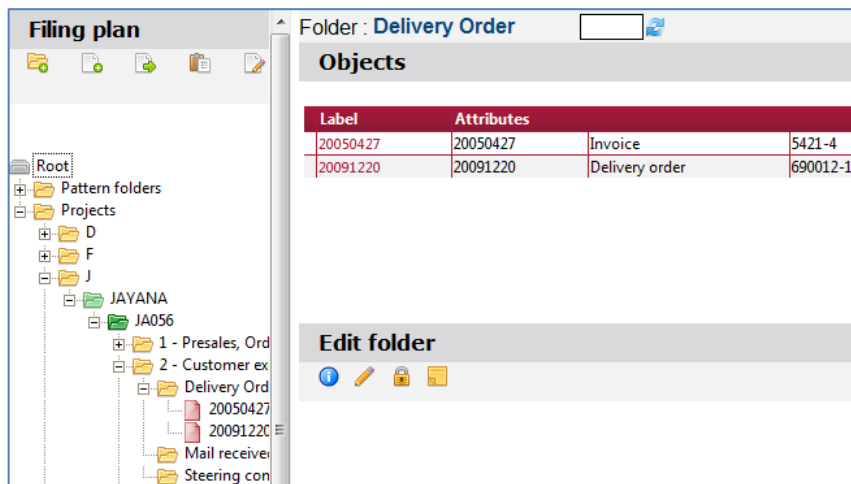 Filing plan
Root
Pattern folders
Projects
D
F
J
JAYANA
JA056
1 - Presales, Ord
2 - Customer ex
Delivery Ord
20050427
20091220
Mail receive
Steering con
Folder : Delivery Order
Objects
Label Attributes
20050427 20050427 Invoice 5421-4
20091220 20091220 Delivery order 690012-1
Edit folder